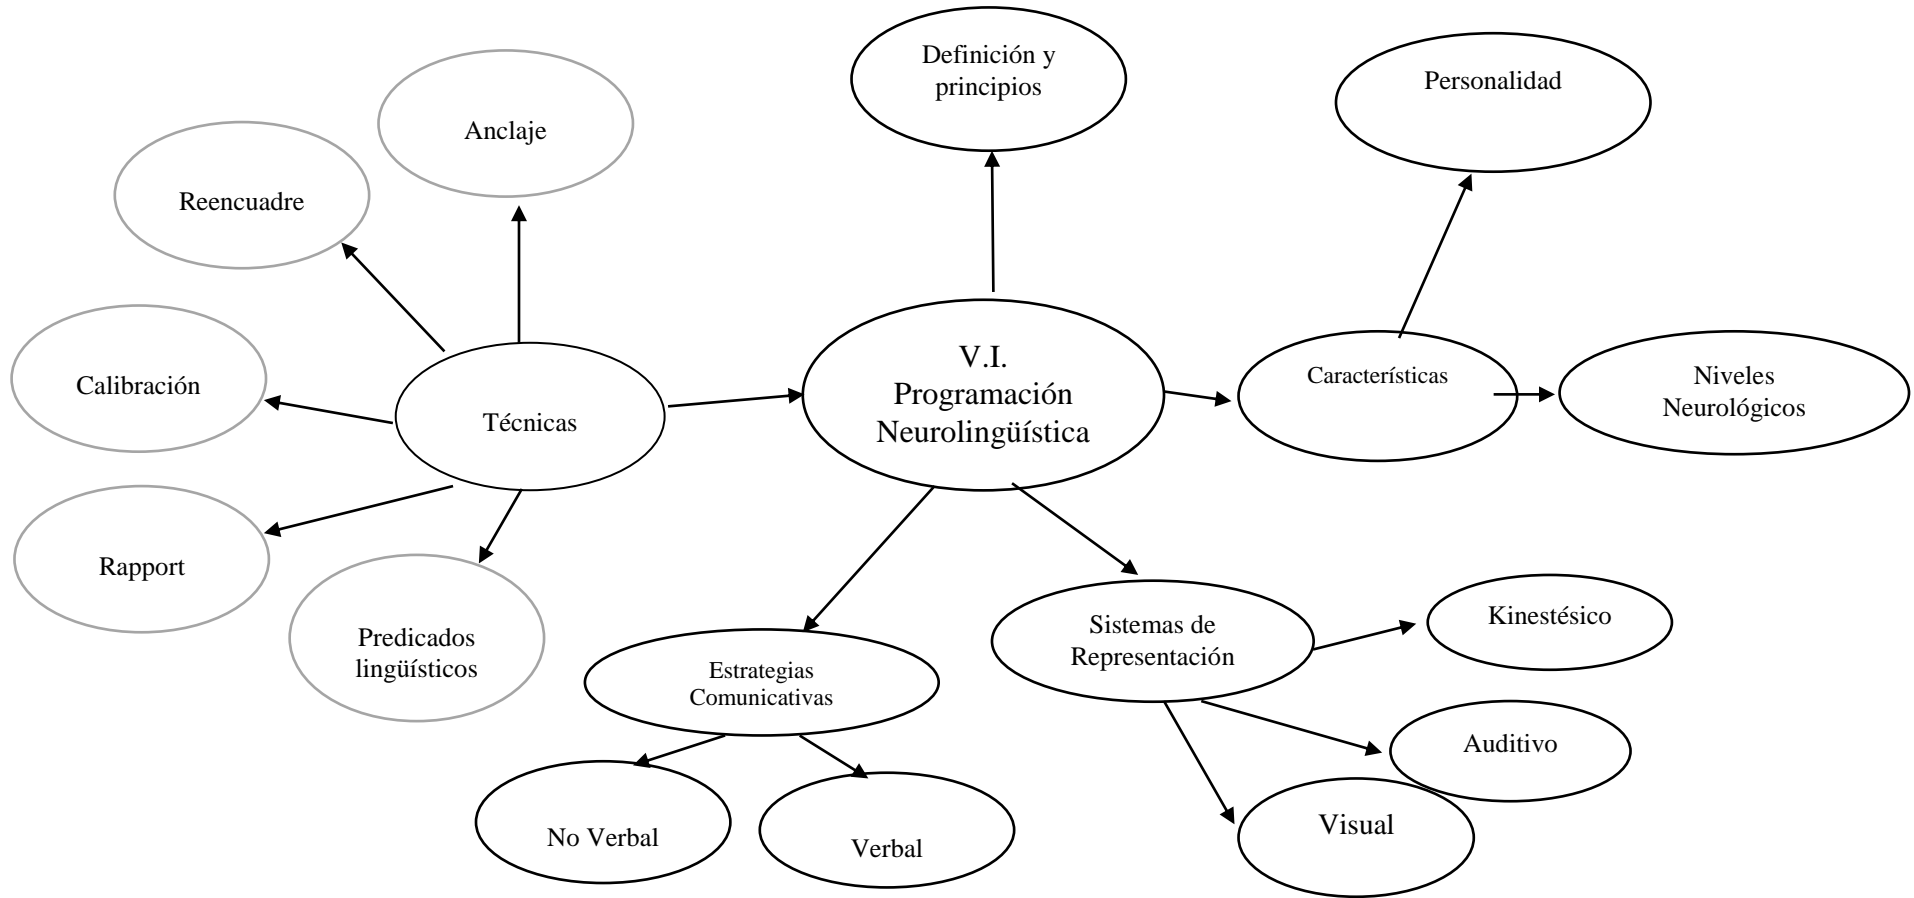 Definición y
principios
Personalidad
Anclaje
Reencuadre
V.I.
Programación
Neurolingüística
Características
Niveles
Neurológicos
Calibración
Técnicas
Rapport
Predicados
lingüísticos
Estrategias
Comunicativas
Sistemas de
Representación
Kinestésico
Auditivo
Visual
No Verbal
Verbal